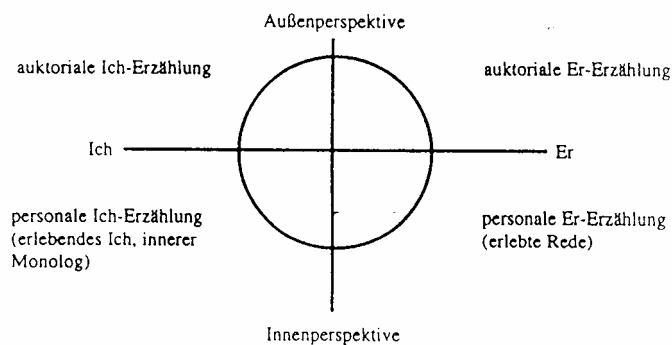 Außenperspektive
auktoriale Ich-Erzählung
auktoriale Er-Erzählung
Ich
Er
personale Ich-Erzählung
(erlebendes Ich, innerer
Monolog)
personale Er-Erzählung
(erlebte Rede)
Innenperspektive